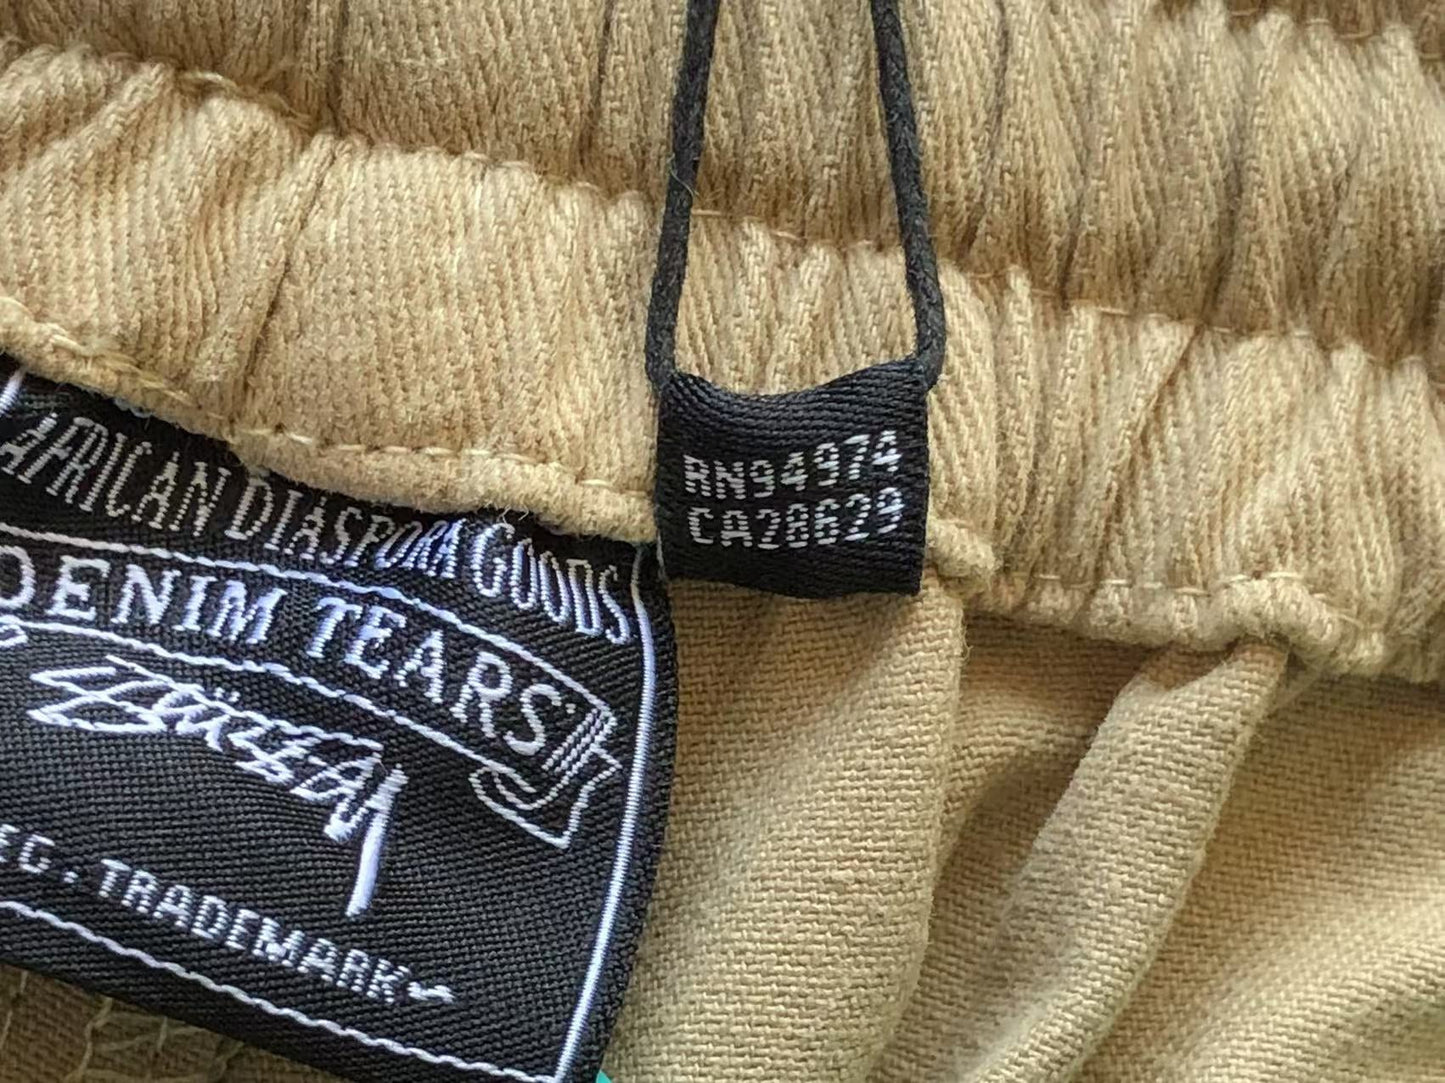 AFRICAN DIASPORA GOODS
DENIM TEARS
Stüssy
TRADEMARK
RN94974
CA28629